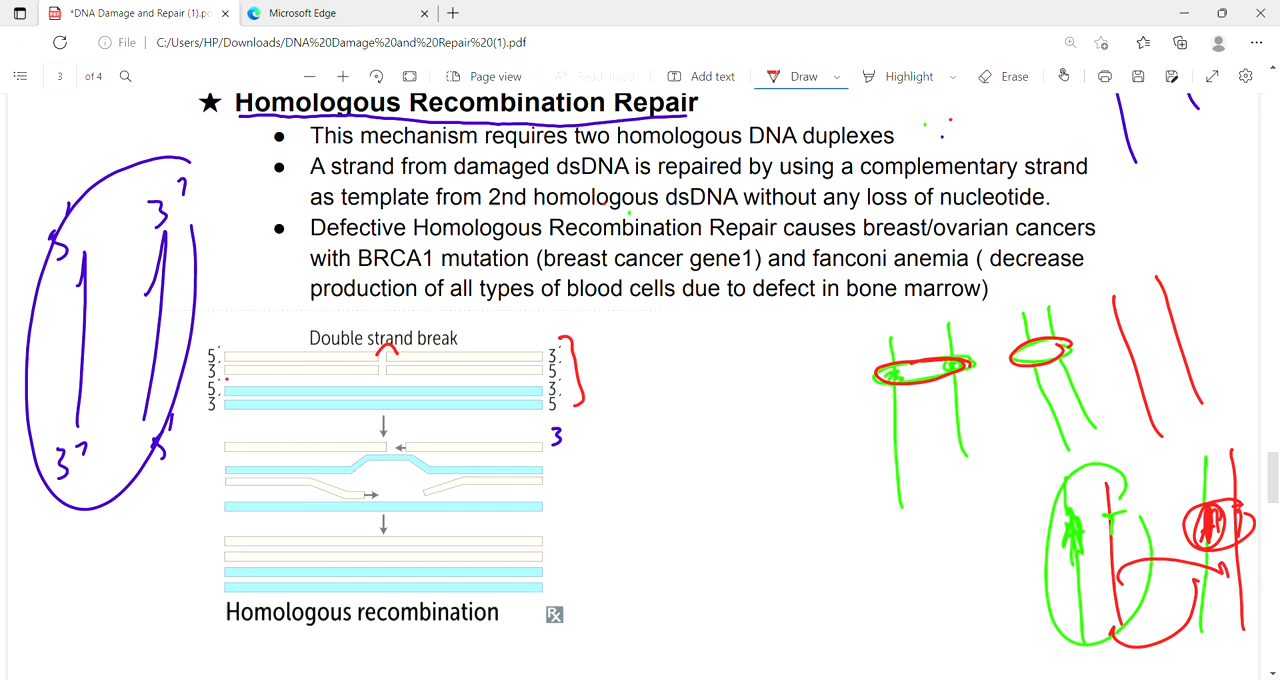 *DNA Damage and Repair (1).pc
Microsoft Edge
File
C:/Users/HP/Downloads/DNA%20Damage%20and%20Repair%20(1).pdf
3 of 4
Page view
Read aloud
Add text
Draw
Highlight
Erase
★ Homologous Recombination Repair
● This mechanism requires two homologous DNA duplexes
● A strand from damaged dsDNA is repaired by using a complementary strand
as template from 2nd homologous dsDNA without any loss of nucleotide.
● Defective Homologous Recombination Repair causes breast/ovarian cancers
with BRCA1 mutation (breast cancer gene1) and fanconi anemia ( decrease
production of all types of blood cells due to defect in bone marrow)
3'
5
3'
5'
Double strand break
5′ 3′
3′ 5
5′ 3′
3 5
3
Homologous recombination
Rx
T